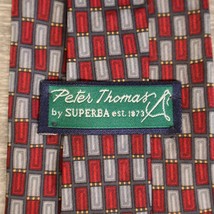 Peter Thomas
by SUPERBA est. 1873